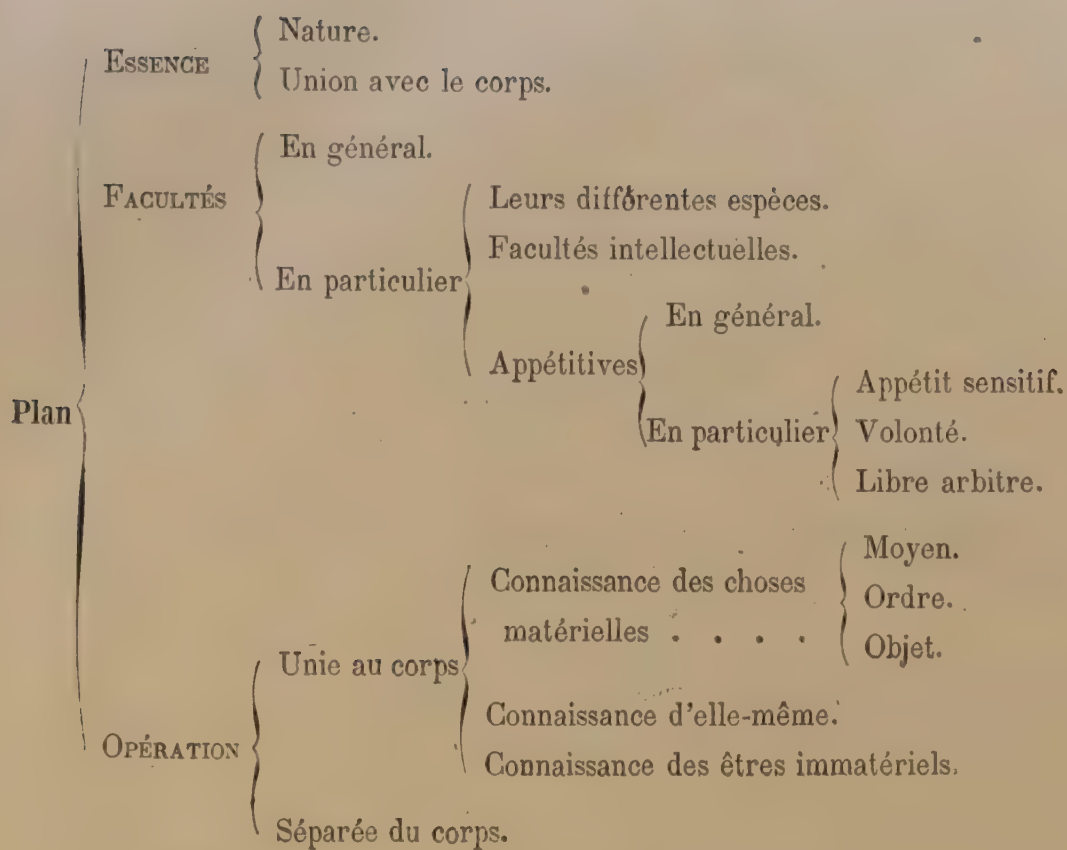 ESSENCE
Nature.
Union avec le corps.
FACULTÉS
En général.
En particulier
Leurs différentes espèces.
Facultés intellectuelles.
Appétitives
En général.
En particulier
Appétit sensitif.
Volonté.
Libre arbitre.
Plan
OPÉRATION
Unie au corps
Connaissance des choses
matérielles . . . .
Moyen.
Ordre.
Objet.
Connaissance d'elle-même.
Connaissance des êtres immatériels.
Séparée du corps.